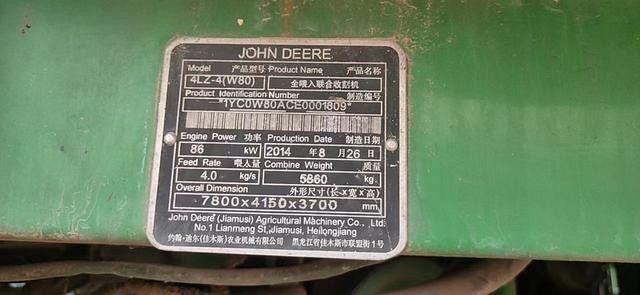 JOHN DEERE
Model 产品型号 Product Name 产品名称
4LZ-4(W80) 全喂入联合收割机
Product Identification Number 制造编号
*1YC0W80ACE0001809*
Engine Power 功率 Production Date 制造日期
86 kW 2014 年 8 月 26 日
Feed Rate 喂入量 Combine Weight 质量
4.0 kg/s 5860 kg
Overall Dimension 外形尺寸(长×宽×高)
7800×4150×3700 mm
John Deere (Jiamusi) Agricultural Machinery Co., Ltd.
No.1 Lianmeng St,Jiamusi, Heilongjiang
约翰·迪尔(佳木斯)农业机械有限公司 黑龙江省佳木斯市联盟街1号